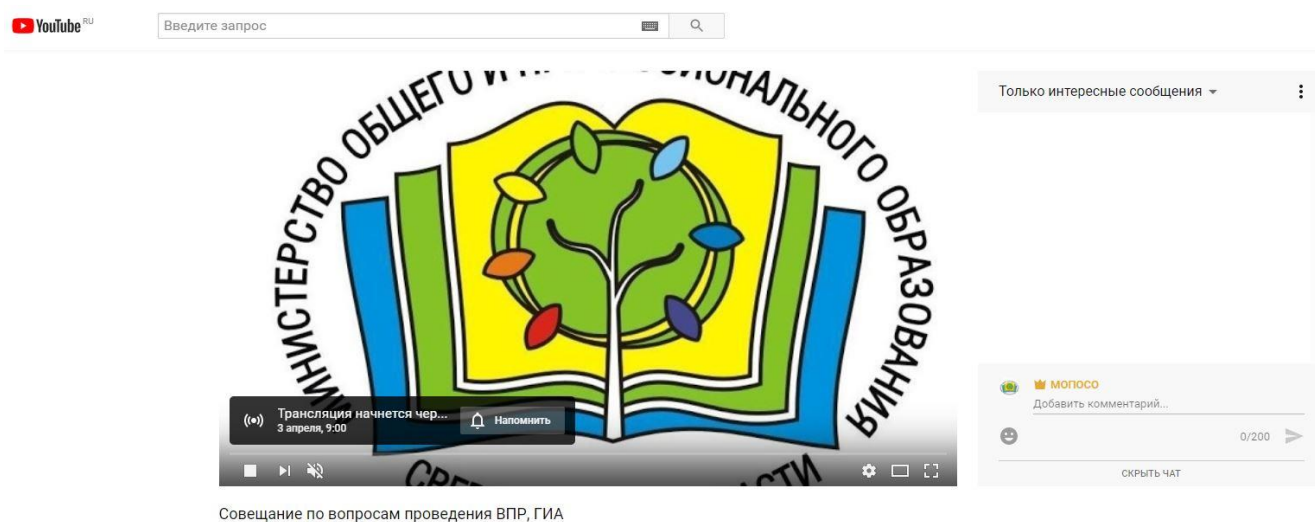 YouTube RU
Введите запрос
МИНИСТЕРСТВО ОБЩЕГО И ПРОФЕССИОНАЛЬНОГО ОБРАЗОВАНИЯ
Трансляция начнется чер...
3 апреля, 9:00
Напомнить
Совещание по вопросам проведения ВПР, ГИА
Только интересные сообщения
МОПОСО
Добавить комментарий...
0/200
СКРЫТЬ ЧАТ